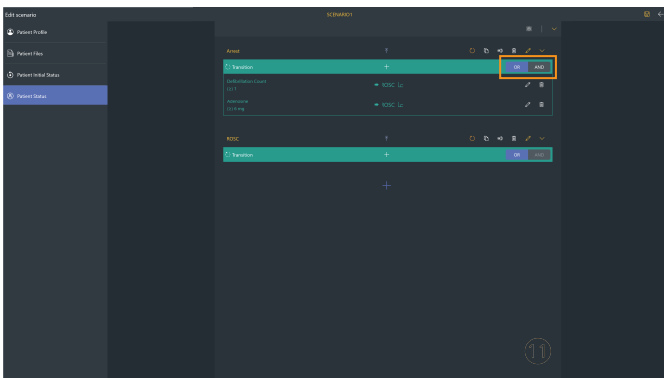 Edit scenario
SCENARIO1
Patient Profile
Patient Files
Patient Initial Status
Patient Status
Arrest
Transition
OR AND
Defibrillation Count
ROSC
Adenosine
ROSC
ROSC
Transition
OR AND
11